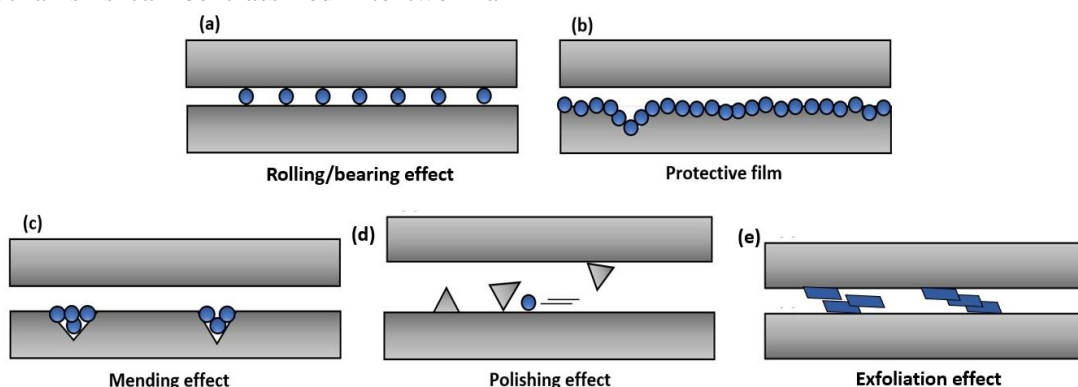 (a)
(b)
Rolling/bearing effect
Protective film
(c)
(d)
(e)
Mending effect
Polishing effect
Exfoliation effect